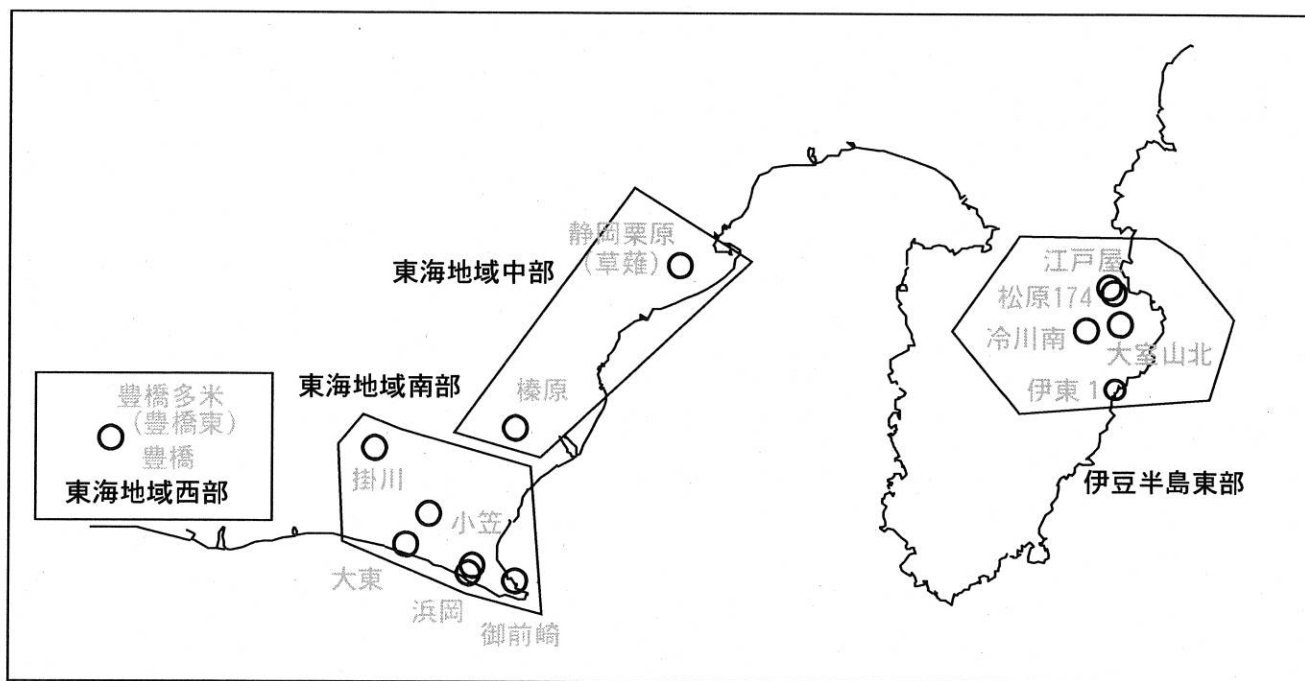 静岡栗原
（草薙）
東海地域中部
江戸屋
松原174
冷川南
大室山北
伊東1
伊豆半島東部
東海地域南部
榛原
豊橋多米
（豊橋東）
豊橋
東海地域西部
掛川
小笠
大東
浜岡
御前崎